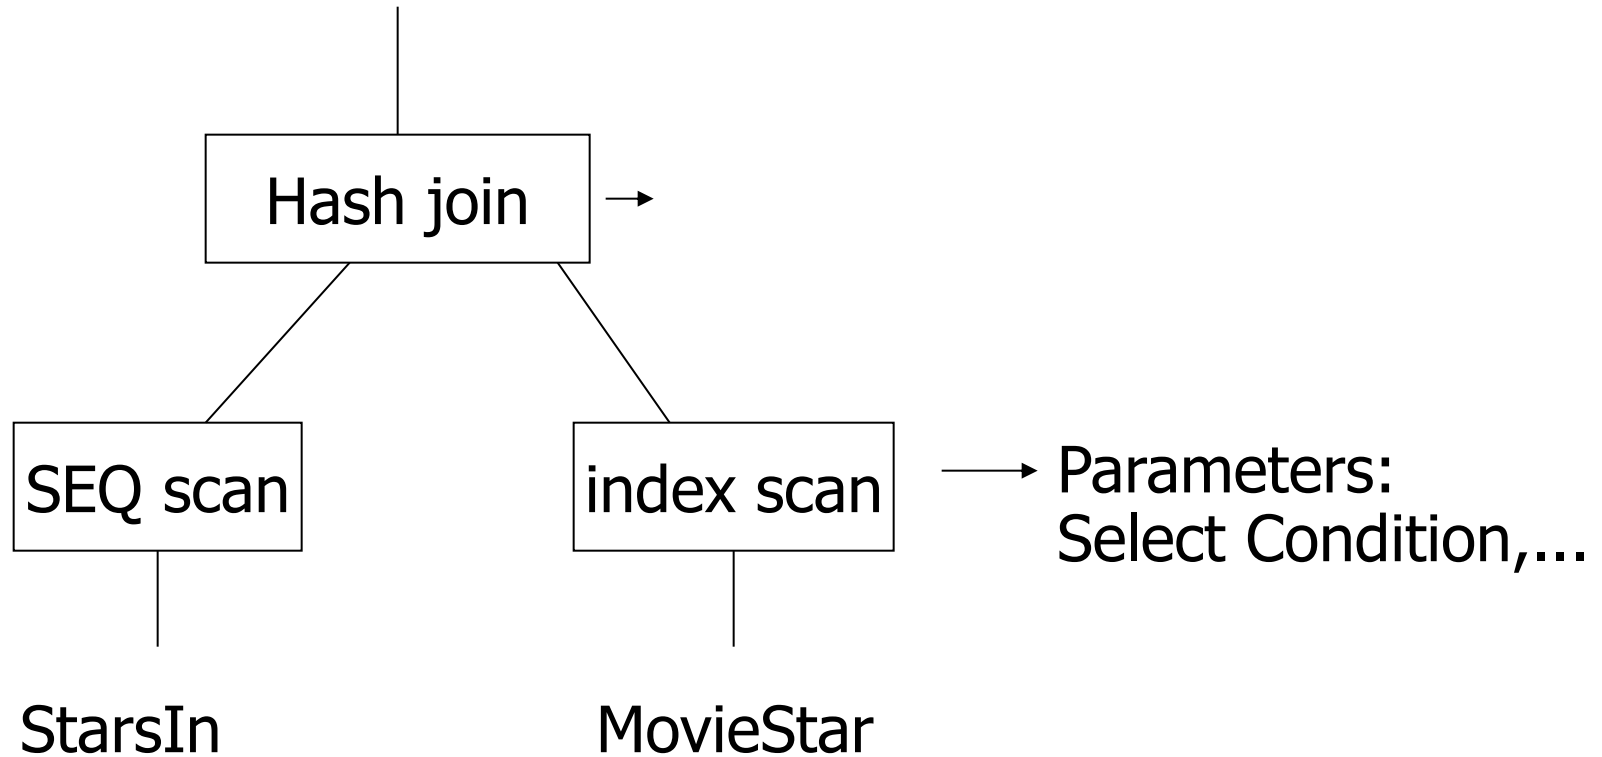 Hash join
SEQ scan
index scan
Parameters:
Select Condition,...
StarsIn
MovieStar